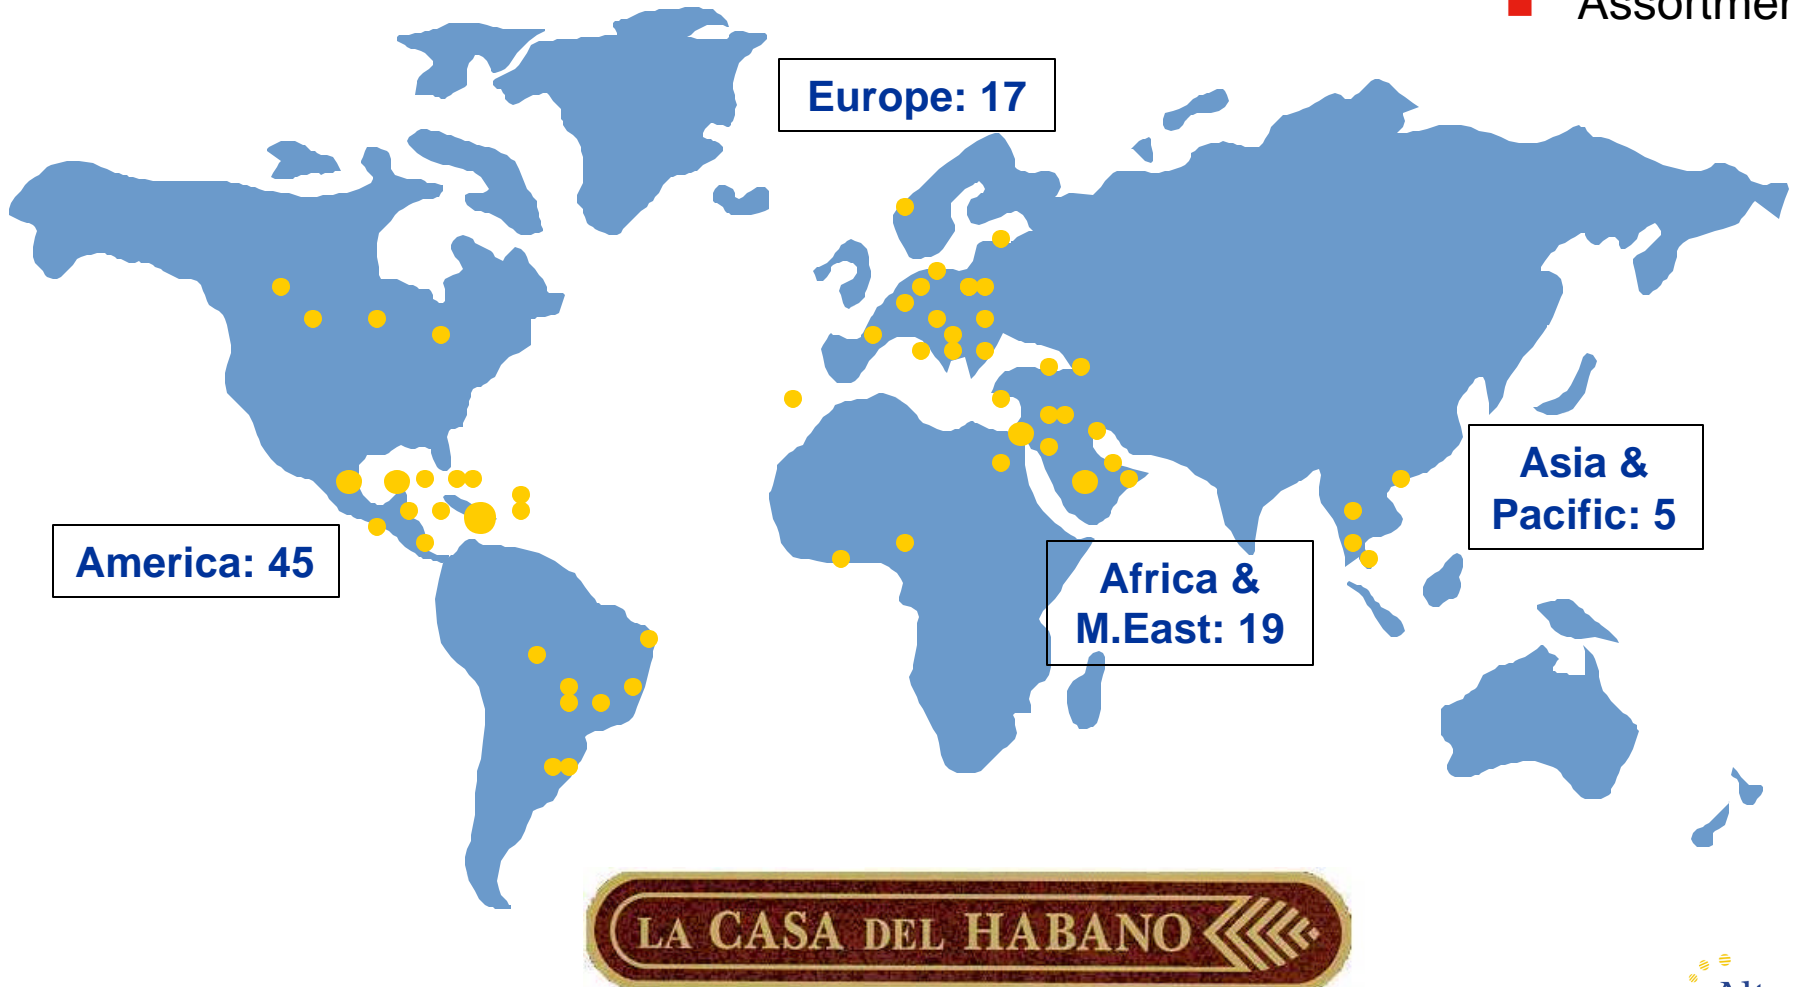 Europe: 17
Asia &
Pacific: 5
America: 45
Africa &
M.East: 19
LA CASA DEL HABANO